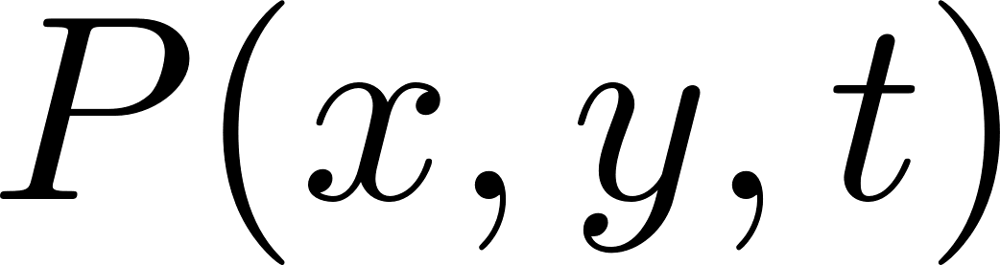 P(x, y, t)